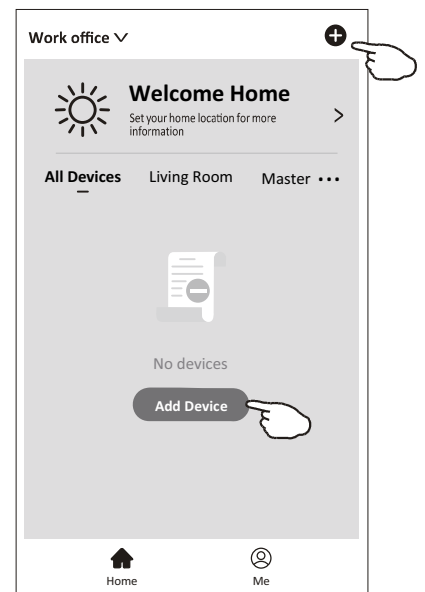 Work office
Welcome Home
Set your home location for more
information
All Devices Living Room Master
No devices
Add Device
Home Me